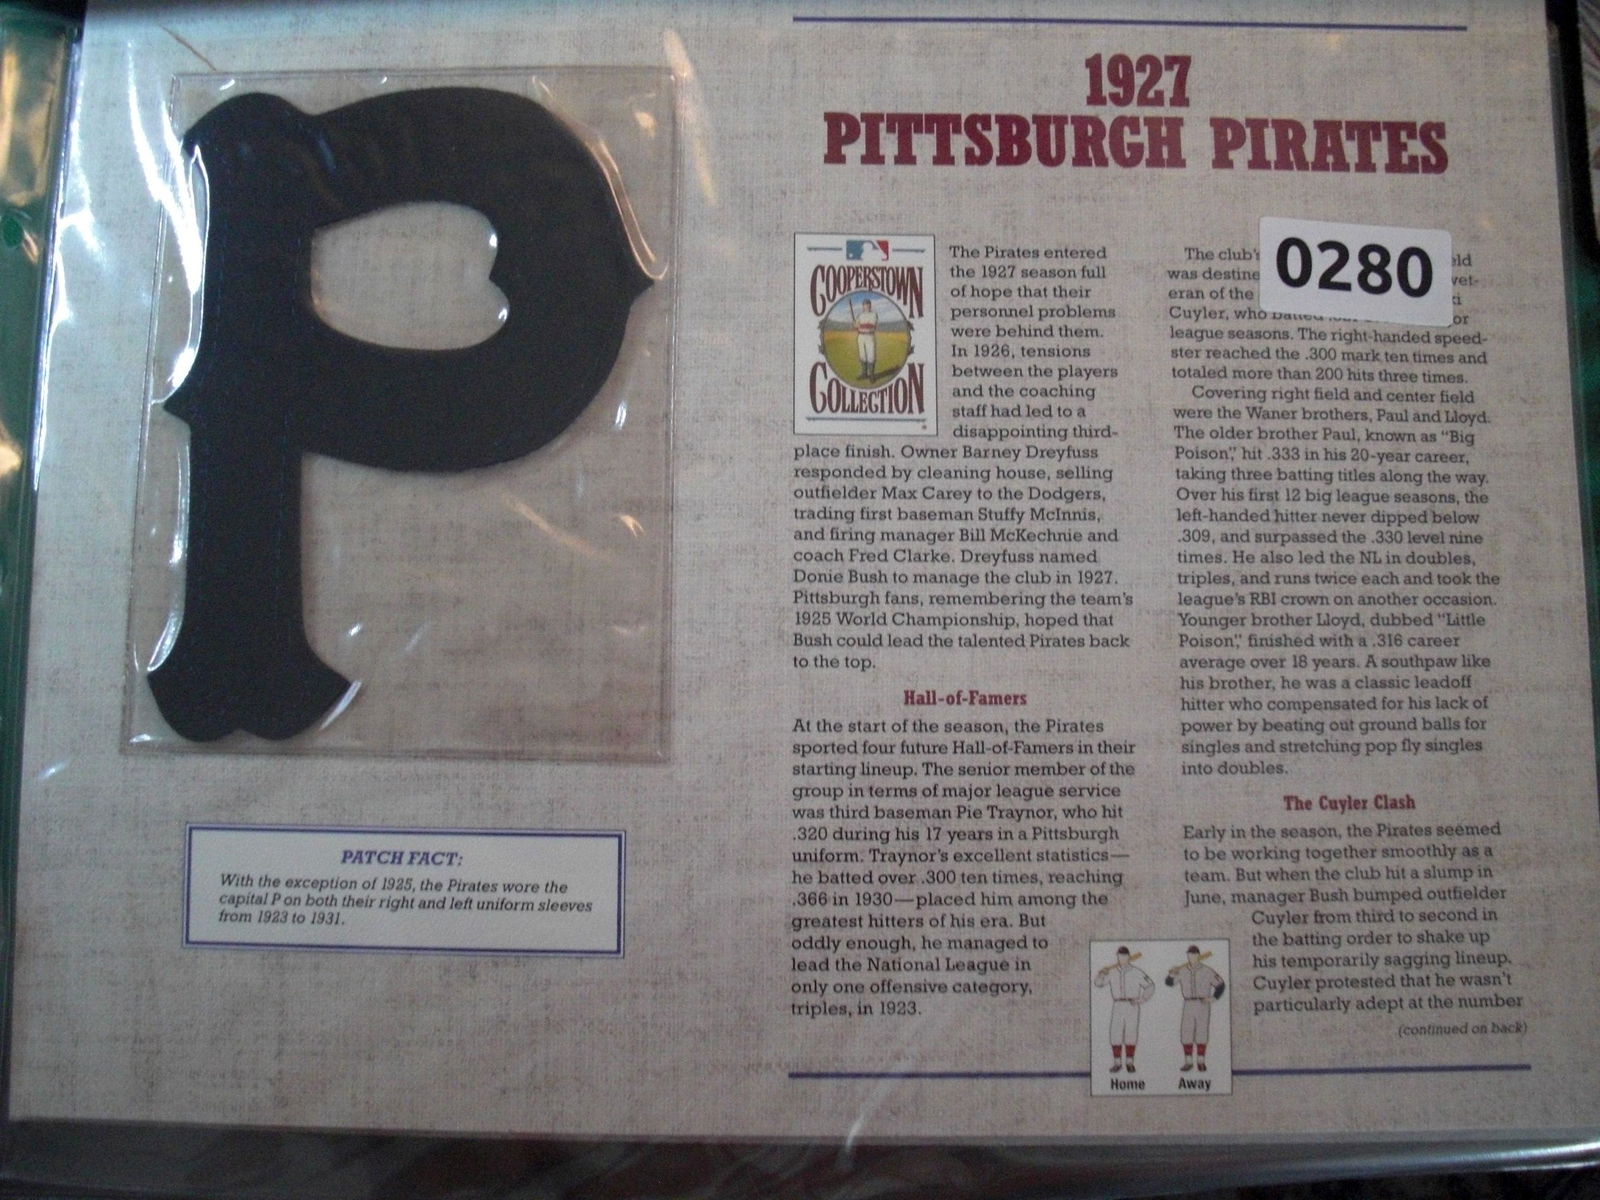 1927
PITTSBURGH PIRATES
COOPERSTOWN
COLLECTION
The Pirates entered
the 1927 season full
of hope that their
personnel problems
were behind them.
In 1926, tensions
between the players
and the coaching
staff had led to a
disappointing third-
place finish. Owner Barney Dreyfuss
responded by cleaning house, selling
outfielder Max Carey to the Dodgers,
trading first baseman Stuffy McInnis,
and firing manager Bill McKechnie and
coach Fred Clarke. Dreyfuss named
Donie Bush to manage the club in 1927.
Pittsburgh fans, remembering the team's
1925 World Championship, hoped that
Bush could lead the talented Pirates back
to the top.
Hall-of-Famers
At the start of the season, the Pirates
sported four future Hall-of-Famers in their
starting lineup. The senior member of the
group in terms of major league service
was third baseman Pie Traynor, who hit
.320 during his 17 years in a Pittsburgh
uniform. Traynor's excellent statistics—
he batted over .300 ten times, reaching
.366 in 1930—placed him among the
greatest hitters of his era. But
oddly enough, he managed to
lead the National League in
only one offensive category,
triples, in 1923.
The club's
was destine
eran of the
Cuyler, who batted
league seasons. The right-handed speed-
ster reached the .300 mark ten times and
totaled more than 200 hits three times.
Covering right field and center field
were the Waner brothers, Paul and Lloyd.
The older brother Paul, known as "Big
Poison", hit .333 in his 20-year career,
taking three batting titles along the way.
Over his first 12 big league seasons, the
left-handed hitter never dipped below
.309, and surpassed the .330 level nine
times. He also led the NL in doubles,
triples, and runs twice each and took the
league's RBI crown on another occasion.
Younger brother Lloyd, dubbed "Little
Poison", finished with a .316 career
average over 18 years. A southpaw like
his brother, he was a classic leadoff
hitter who compensated for his lack of
power by beating out ground balls for
singles and stretching pop fly singles
into doubles.
The Cuyler Clash
Early in the season, the Pirates seemed
to be working together smoothly as a
team. But when the club hit a slump in
June, manager Bush bumped outfielder
Cuyler from third to second in
the batting order to shake up
his temporarily sagging lineup.
Cuyler protested that he wasn't
particularly adept at the number
(continued on back)
0280
Home Away
P
PATCH FACT:
With the exception of 1925, the Pirates wore the
capital P on both their right and left uniform sleeves
from 1923 to 1931.